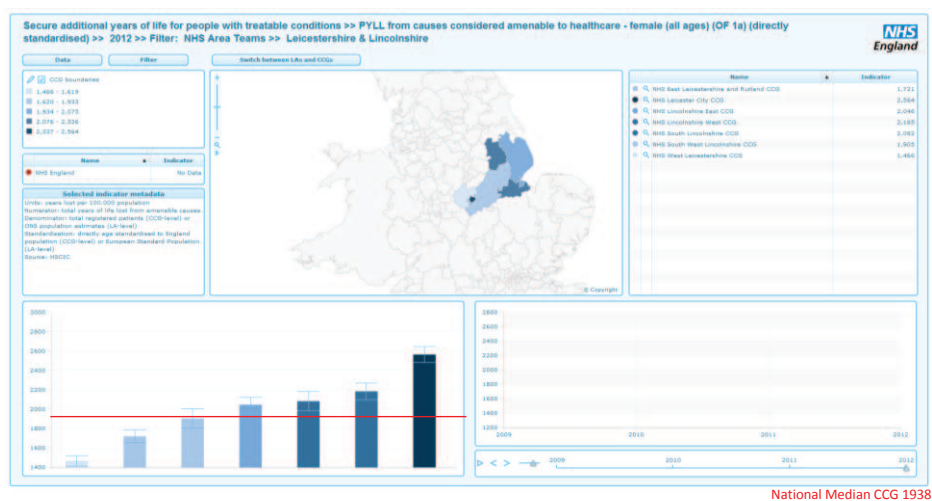 Secure additional years of life for people with treatable conditions >> PYLL from causes considered amenable to healthcare - female (all ages) (OF 1a) (directly
standardised) >> 2012 >> Filter: NHS Area Teams >> Leicestershire & Lincolnshire
NHS
England
Data
Filter
Switch between LAs and CCGs
CCG boundaries
1,466 - 1,619
1,620 - 1,933
1,934 - 2,075
2,076 - 2,336
2,337 - 2,564
Name
Indicator
NHS England
No Data
Selected indicator metadata
Units: years lost per 100,000 population
Numerator: total years of life lost from amenable causes
Denominator: total registered patients (CCG-level) or
ONS population estimates (LA-level)
Standardisation: directly age standardised to England
population (CCG-level) or European Standard Population
(LA-level)
Source: HSCIC
© Copyright
Name
Indicator
NHS East Leicestershire and Rutland CCG 1,721
NHS Leicester City CCG 2,564
NHS Lincolnshire East CCG 2,046
NHS Lincolnshire West CCG 2,185
NHS South Lincolnshire CCG 2,082
NHS South West Lincolnshire CCG 1,905
NHS West Leicestershire CCG 1,466
3000
2800
2600
2400
2200
2000
1800
1600
1400
2800
2600
2400
2200
2000
1800
1600
1400
1200
2009 2010 2011 2012
2009 2010 2011 2012
National Median CCG 1938